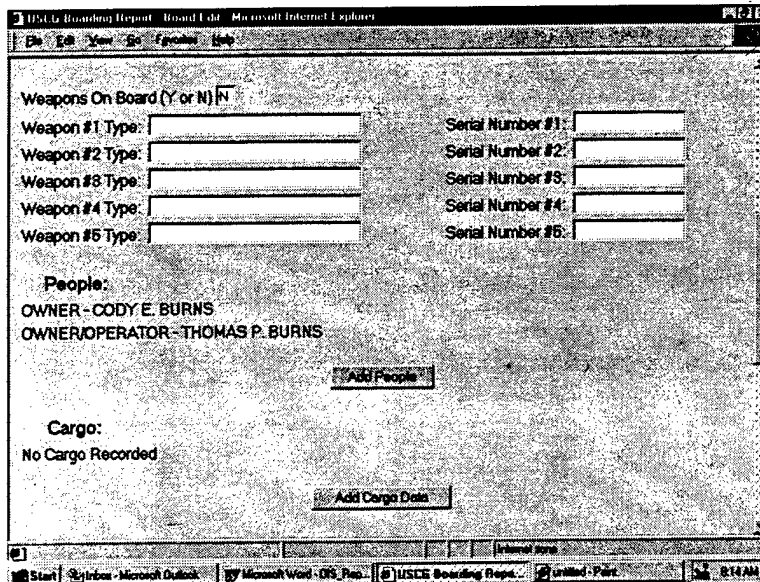 USCG Boarding Report - Board Edit - Microsoft Internet Explorer
File Edit View Go Favorites Help
Weapons On Board (Y or N) N
Weapon #1 Type: Serial Number #1:
Weapon #2 Type: Serial Number #2:
Weapon #3 Type: Serial Number #3:
Weapon #4 Type: Serial Number #4:
Weapon #5 Type: Serial Number #5:
People:
OWNER - CODY E. BURNS
OWNER/OPERATOR - THOMAS P. BURNS
Add People
Cargo:
No Cargo Recorded
Add Cargo Data
Internet zone
Start Inbox - Microsoft Outlook Microsoft Word - USCG Boarding Repo... untitled - Paint 8:14 AM